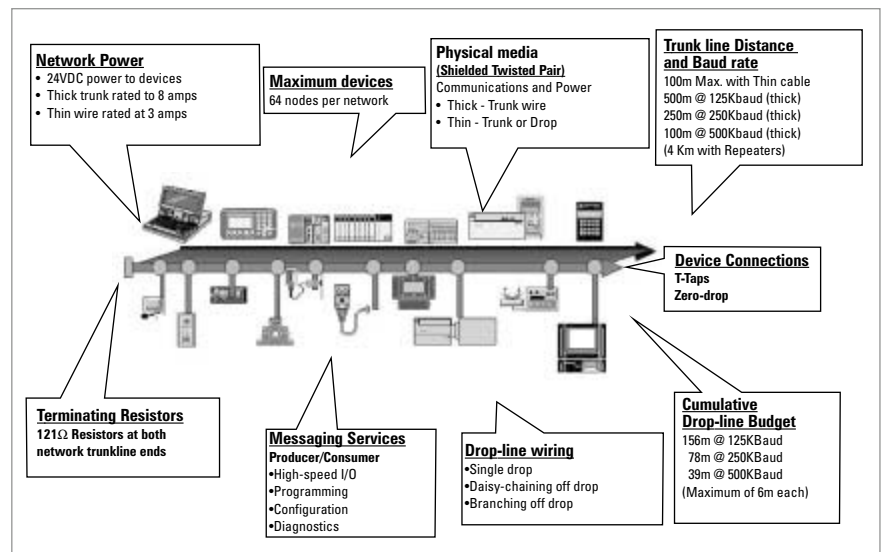 Network Power
• 24VDC power to devices
• Thick trunk rated to 8 amps
• Thin wire rated at 3 amps
Maximum devices
64 nodes per network
Physical media
(Shielded Twisted Pair)
Communications and Power
• Thick - Trunk wire
• Thin - Trunk or Drop
Trunk line Distance
and Baud rate
100m Max. with Thin cable
500m @ 125Kbaud (thick)
250m @ 250Kbaud (thick)
100m @ 500Kbaud (thick)
(4 Km with Repeaters)
Device Connections
T-Taps
Zero-drop
Terminating Resistors
121Ω Resistors at both
network trunkline ends
Messaging Services
Producer/Consumer
•High-speed I/O
•Programming
•Configuration
•Diagnostics
Drop-line wiring
•Single drop
•Daisy-chaining off drop
•Branching off drop
Cumulative
Drop-line Budget
156m @ 125KBaud
78m @ 250KBaud
39m @ 500KBaud
(Maximum of 6m each)